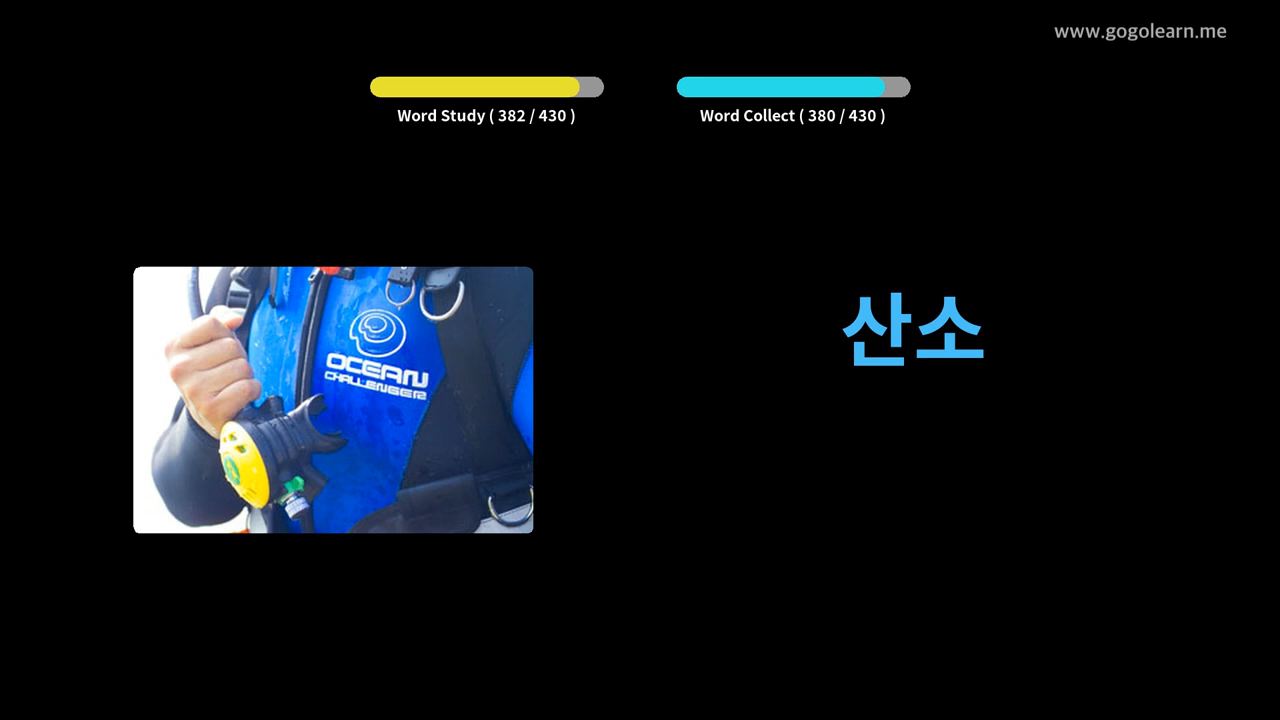 www.gogolearn.me
Word Study ( 382 / 430 )
Word Collect ( 380 / 430 )
OCEAN
CHALLENGER
산소